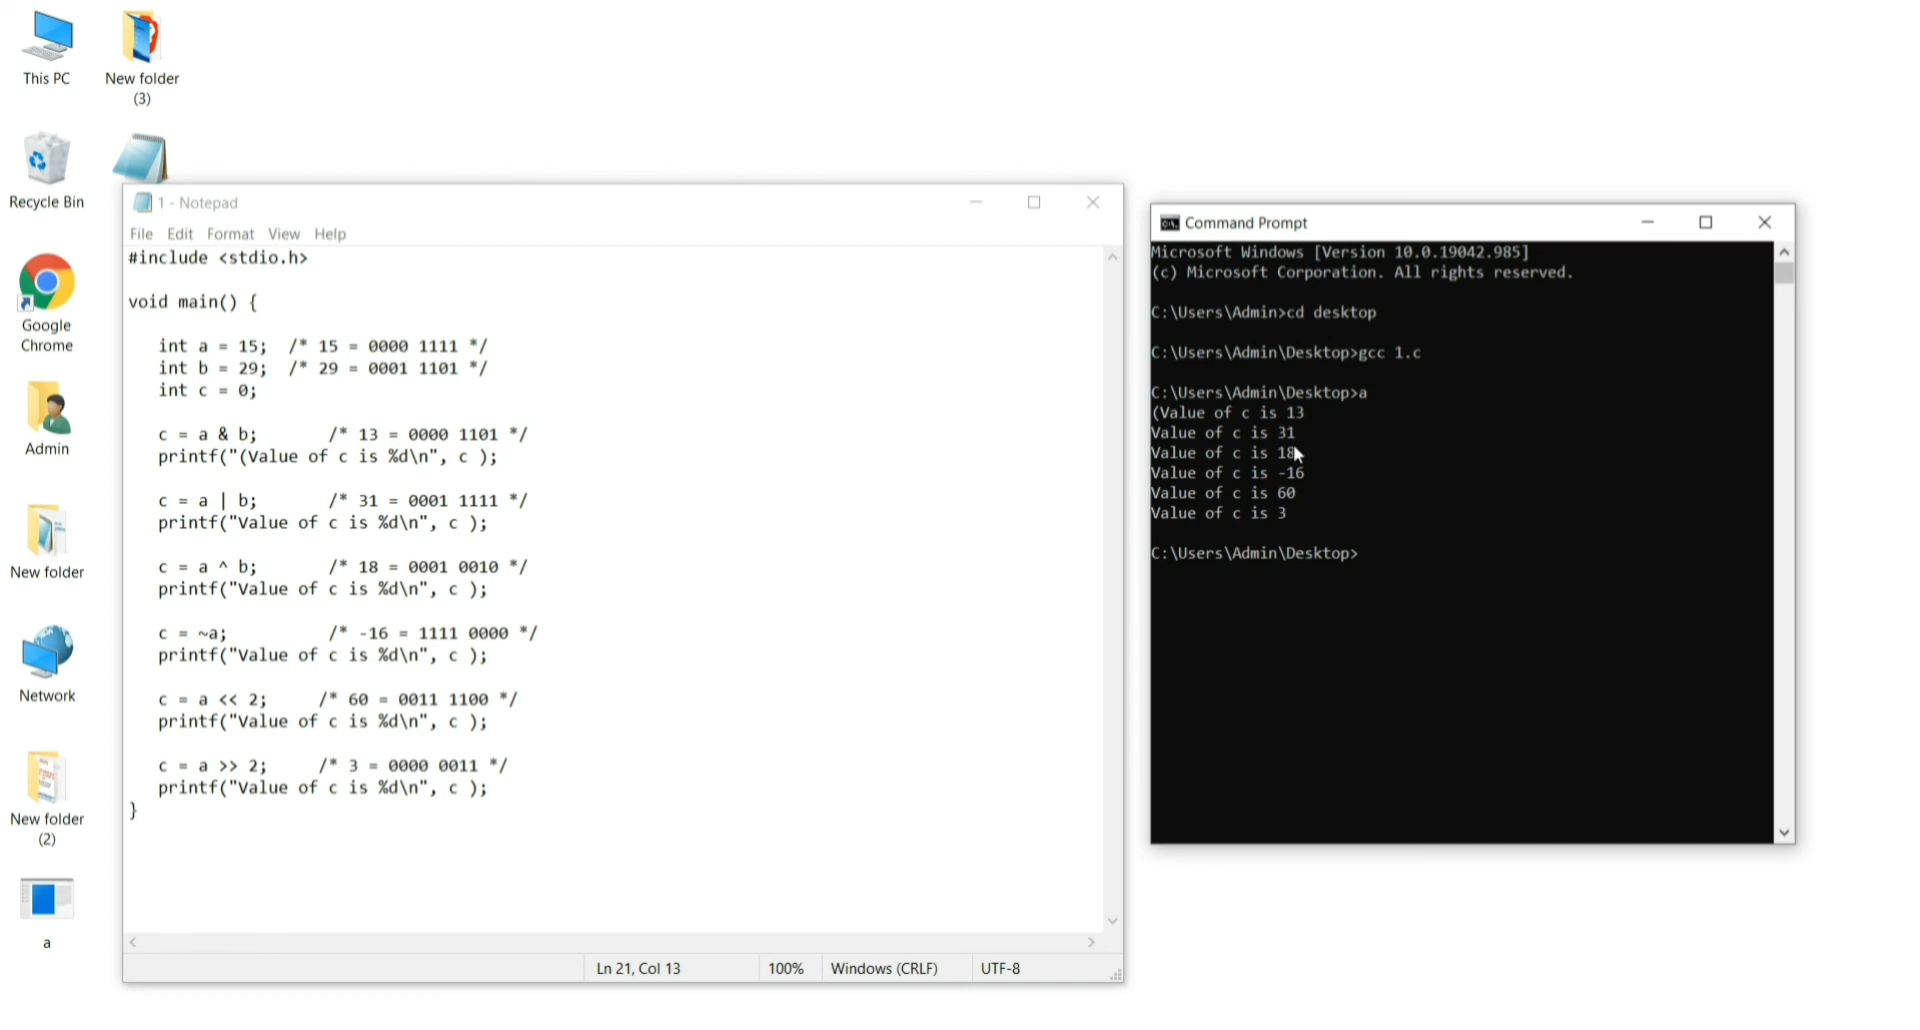 This PC
New folder
(3)
Recycle Bin
Google
Chrome
Admin
New folder
Network
New folder
(2)
a
1 - Notepad
File Edit Format View Help
#include <stdio.h>
void main() {
int a = 15; /* 15 = 0000 1111 */
int b = 29; /* 29 = 0001 1101 */
int c = 0;
c = a & b; /* 13 = 0000 1101 */
printf("(Value of c is %d\n", c );
c = a | b; /* 31 = 0001 1111 */
printf("Value of c is %d\n", c );
c = a ^ b; /* 18 = 0001 0010 */
printf("Value of c is %d\n", c );
c = ~a; /* -16 = 1111 0000 */
printf("Value of c is %d\n", c );
c = a << 2; /* 60 = 0011 1100 */
printf("Value of c is %d\n", c );
c = a >> 2; /* 3 = 0000 0011 */
printf("Value of c is %d\n", c );
}
Ln 21, Col 13 100% Windows (CRLF) UTF-8
Command Prompt
Microsoft Windows [Version 10.0.19042.985]
(c) Microsoft Corporation. All rights reserved.
C:\Users\Admin>cd desktop
C:\Users\Admin\Desktop>gcc 1.c
C:\Users\Admin\Desktop>a
(Value of c is 13
Value of c is 31
Value of c is 18
Value of c is -16
Value of c is 60
Value of c is 3
C:\Users\Admin\Desktop>